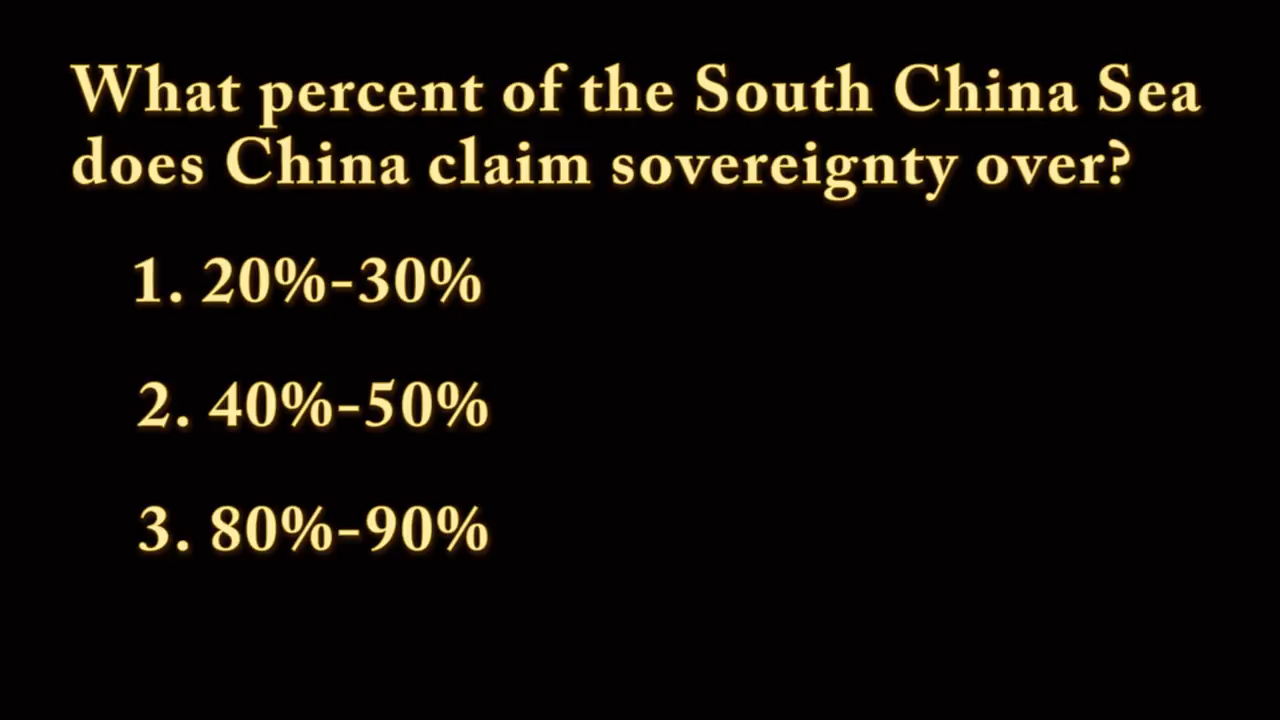 What percent of the South China Sea
does China claim sovereignty over?
1. 20%-30%
2. 40%-50%
3. 80%-90%